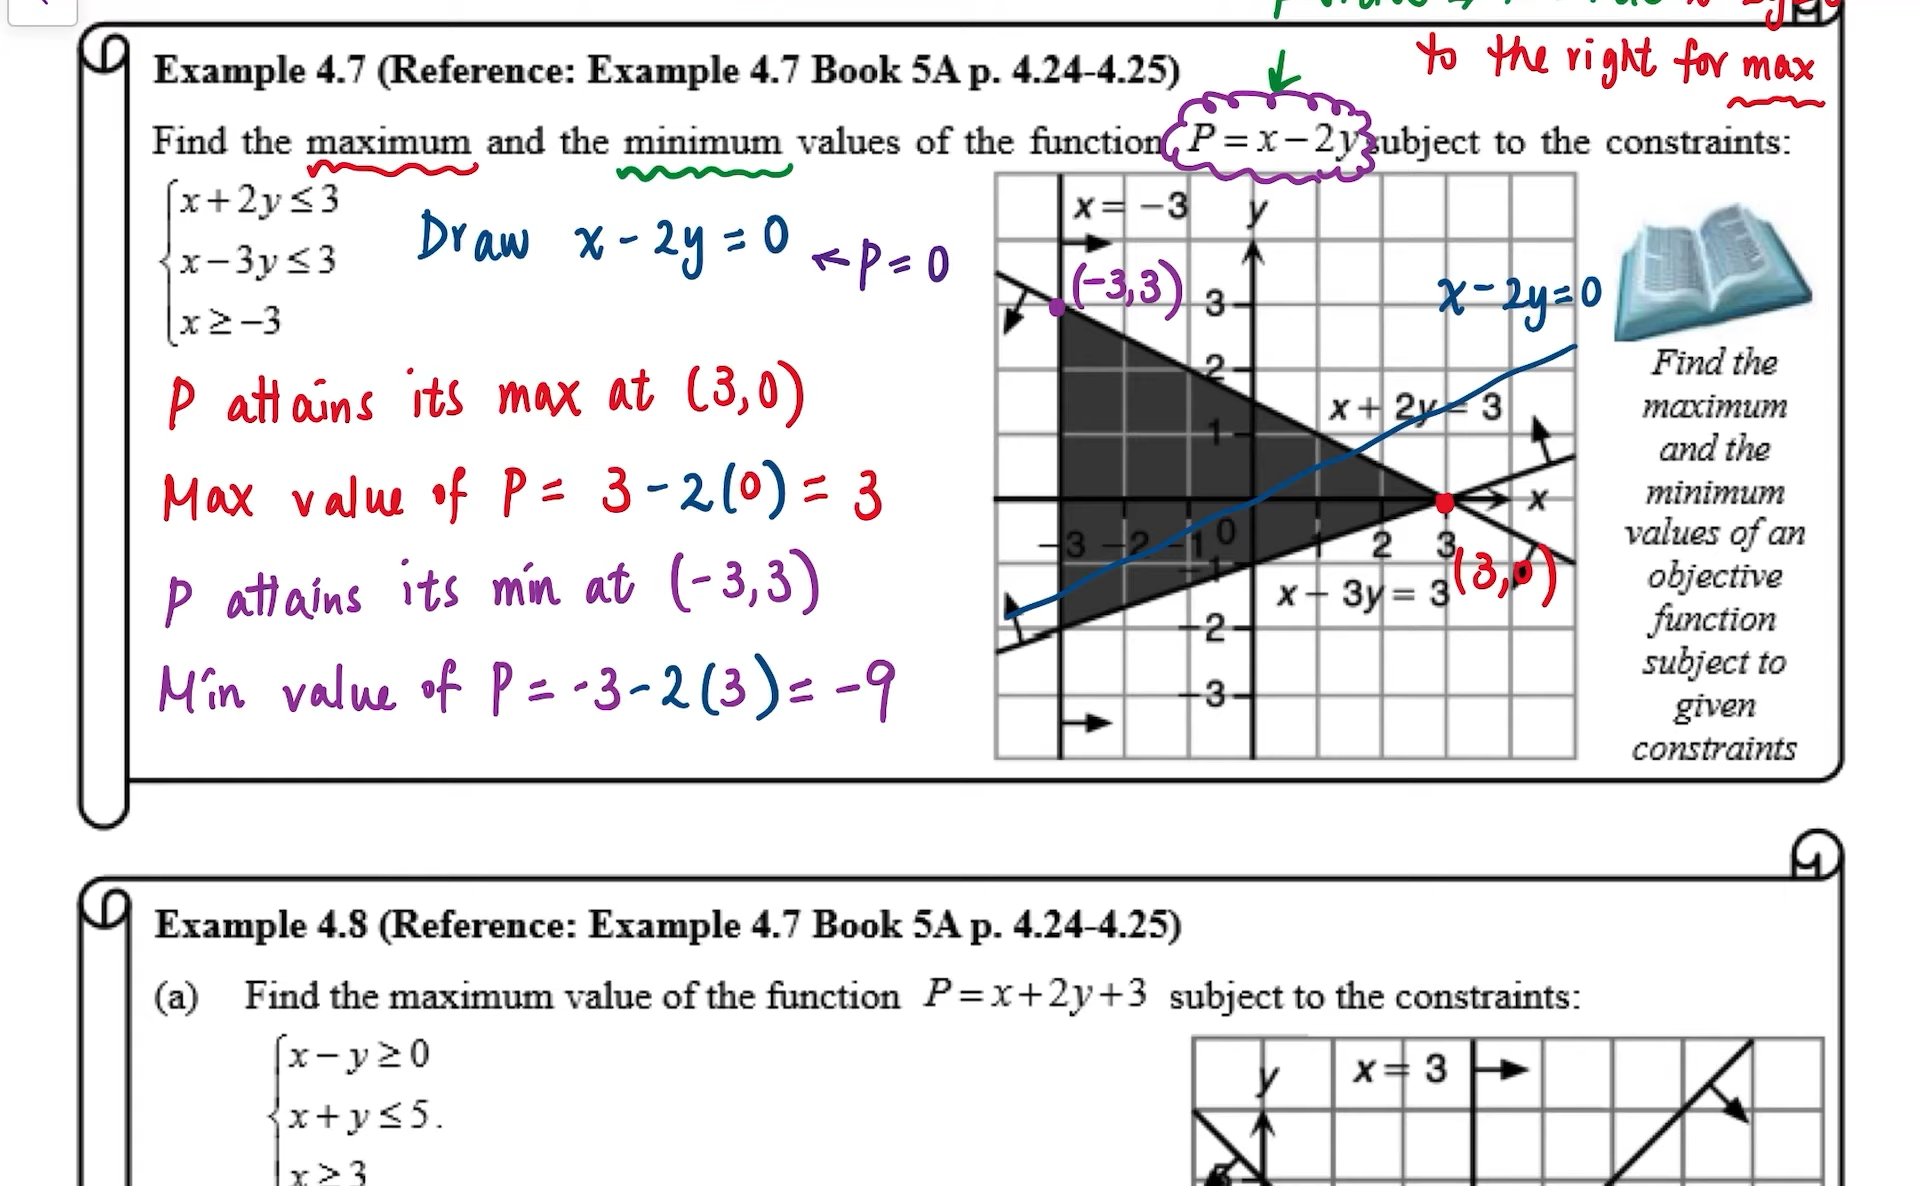 to the right for max
Example 4.7 (Reference: Example 4.7 Book 5A p. 4.24-4.25)
Find the maximum and the minimum values of the function P = x − 2y subject to the constraints:
x + 2y ≤ 3
x − 3y ≤ 3
x ≥ −3
Draw x - 2y = 0 ← P = 0
P attains its max at (3,0)
Max value of P = 3 - 2(0) = 3
P attains its min at (-3,3)
Min value of P = -3 - 2(3) = -9
x = −3
y
(-3,3)
3
x - 2y = 0
2
x + 2y = 3
1
x
−3 −2 −1 0 2 3
−1
(3,0)
x − 3y = 3
−2
−3
Find the
maximum
and the
minimum
values of an
objective
function
subject to
given
constraints
Example 4.8 (Reference: Example 4.7 Book 5A p. 4.24-4.25)
(a) Find the maximum value of the function P = x + 2y + 3 subject to the constraints:
x − y ≥ 0
x + y ≤ 5.
x ≥ 3
y
x = 3